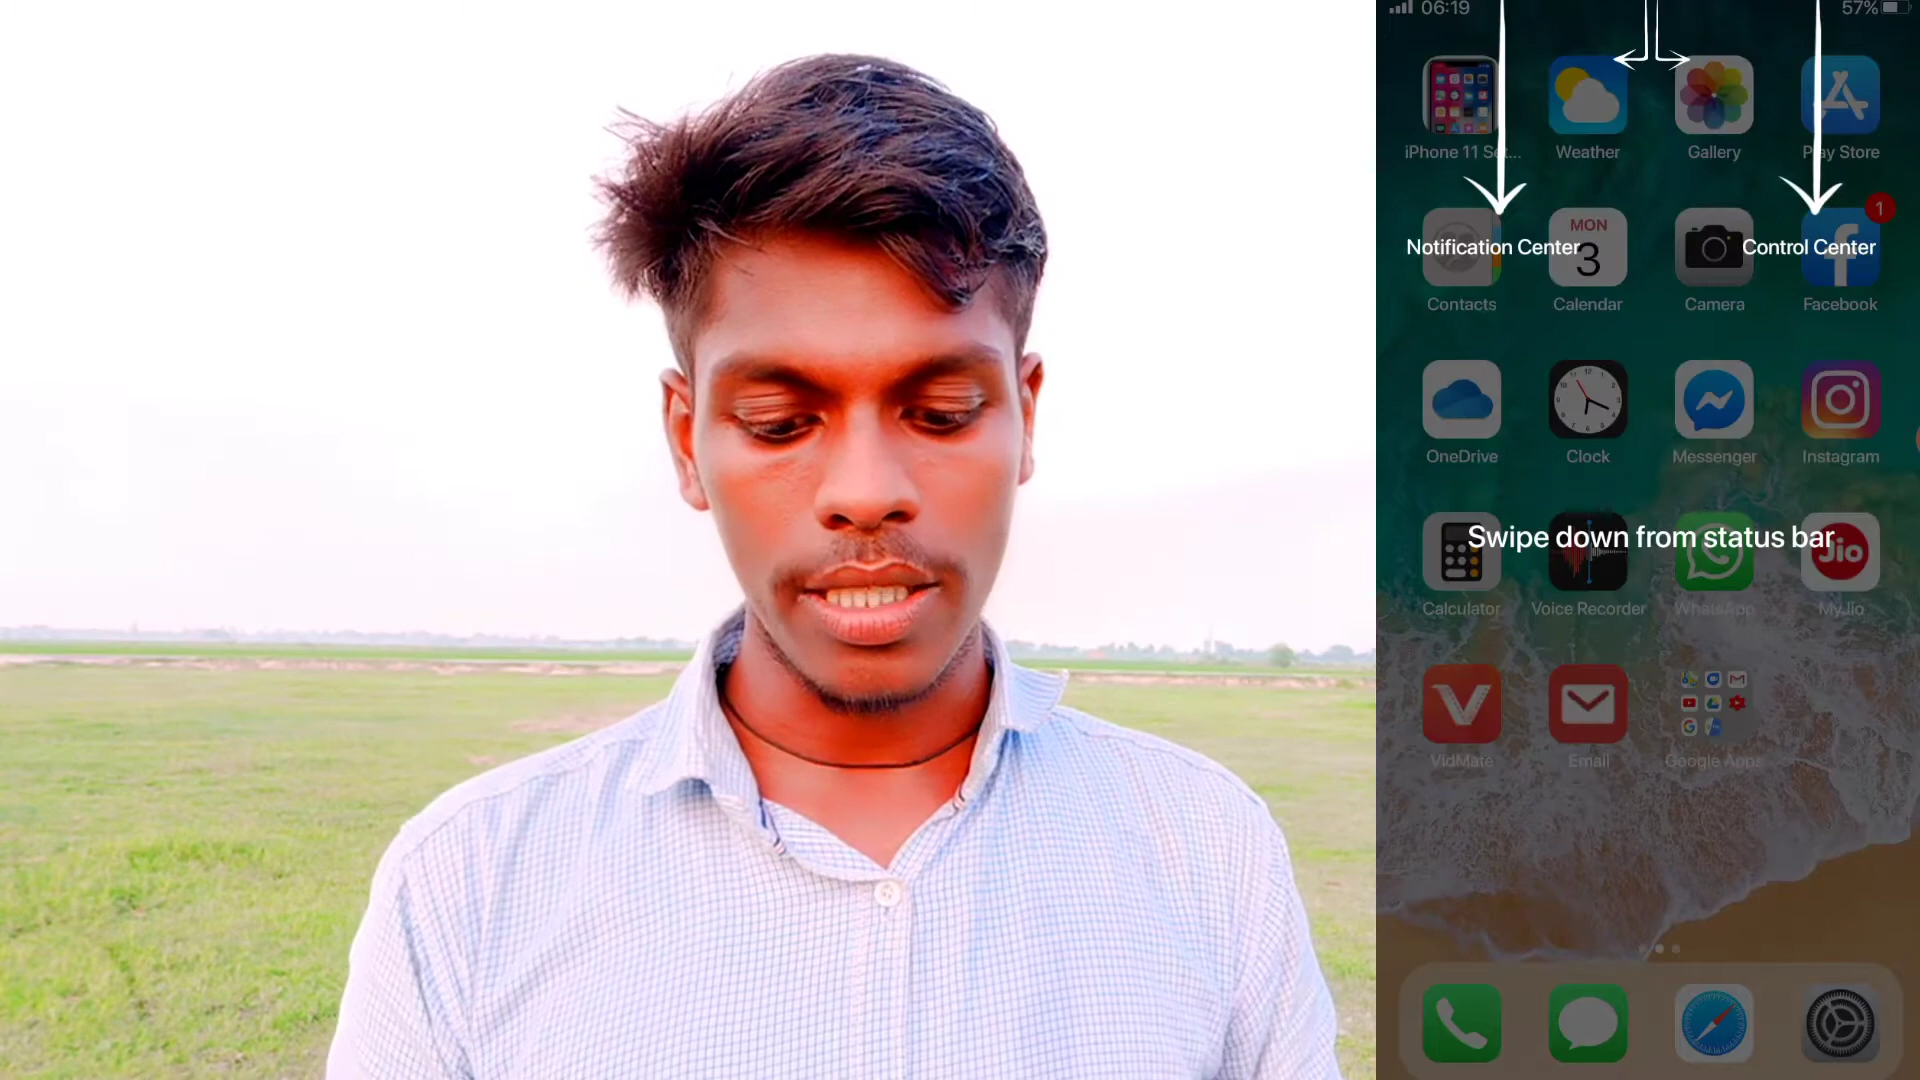 06:19
57%
iPhone 11 Set...
Weather
Gallery
Play Store
1
MON
3
Notification Center
Control Center
Contacts
Calendar
Camera
Facebook
OneDrive
Clock
Messenger
Instagram
Swipe down from status bar
Jio
Calculator
Voice Recorder
WhatsApp
MyJio
VidMate
Email
Google Apps